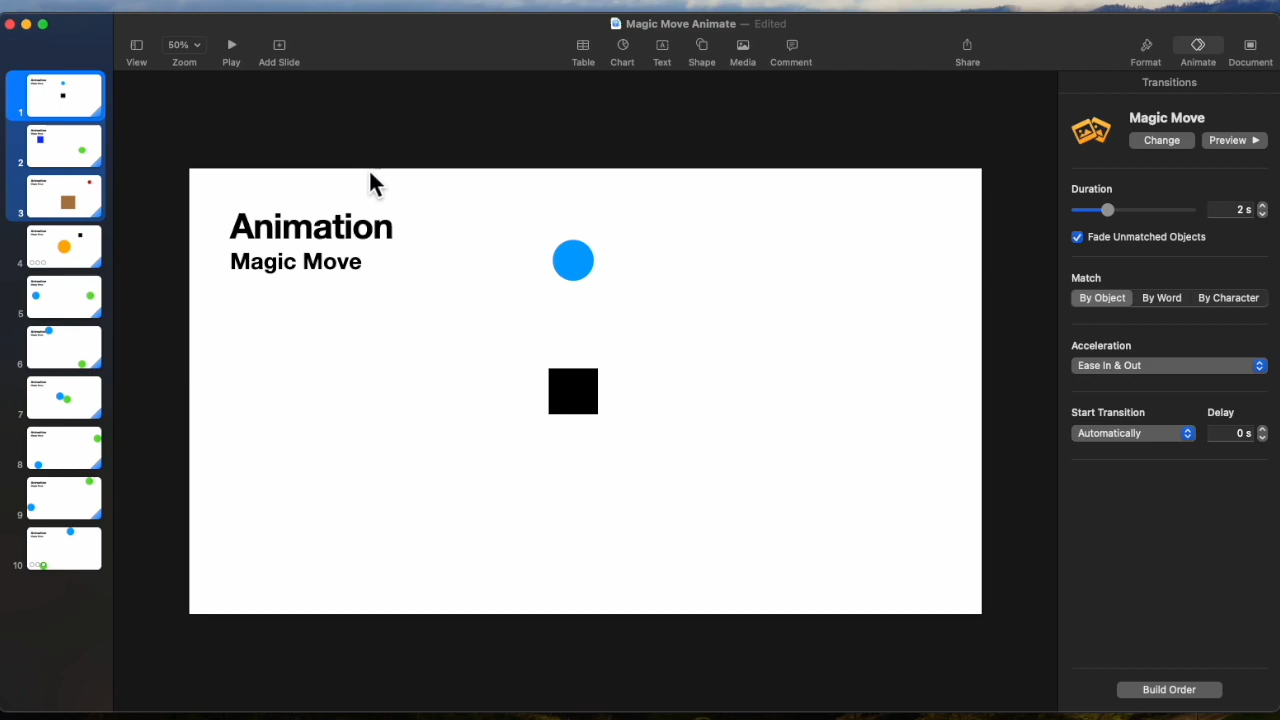 Magic Move Animate — Edited
50%
View
Zoom
Play
Add Slide
Table
Chart
Text
Shape
Media
Comment
Share
Format
Animate
Document
1
2
3
4
5
6
7
8
9
10
Animation
Magic Move
Transitions
Magic Move
Change
Preview
Duration
2 s
Fade Unmatched Objects
Match
By Object
By Word
By Character
Acceleration
Ease In & Out
Start Transition
Delay
Automatically
0 s
Build Order